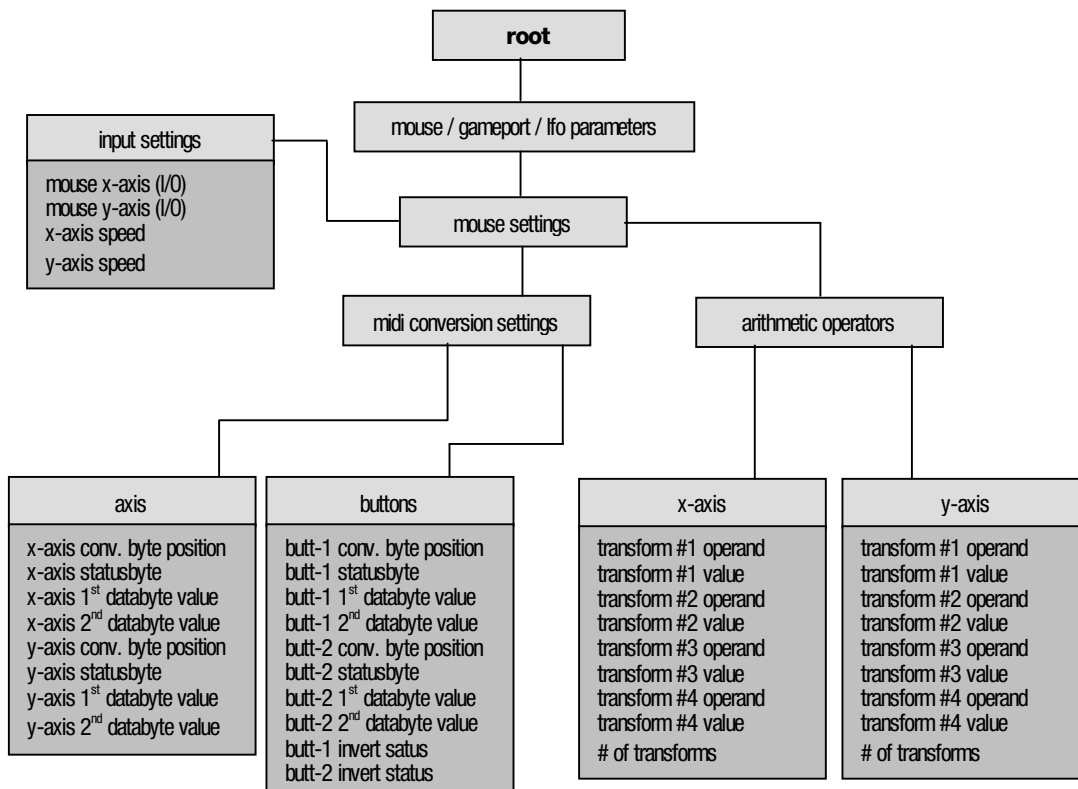 root
mouse / gameport / lfo parameters
input settings
mouse x-axis (I/O)
mouse y-axis (I/O)
x-axis speed
y-axis speed
mouse settings
midi conversion settings
arithmetic operators
axis
x-axis conv. byte position
x-axis statusbyte
x-axis 1st databyte value
x-axis 2nd databyte value
y-axis conv. byte position
y-axis statusbyte
y-axis 1st databyte value
y-axis 2nd databyte value
buttons
butt-1 conv. byte position
butt-1 statusbyte
butt-1 1st databyte value
butt-1 2nd databyte value
butt-2 conv. byte position
butt-2 statusbyte
butt-2 1st databyte value
butt-2 2nd databyte value
butt-1 invert satus
butt-2 invert status
x-axis
transform #1 operand
transform #1 value
transform #2 operand
transform #2 value
transform #3 operand
transform #3 value
transform #4 operand
transform #4 value
# of transforms
y-axis
transform #1 operand
transform #1 value
transform #2 operand
transform #2 value
transform #3 operand
transform #3 value
transform #4 operand
transform #4 value
# of transforms